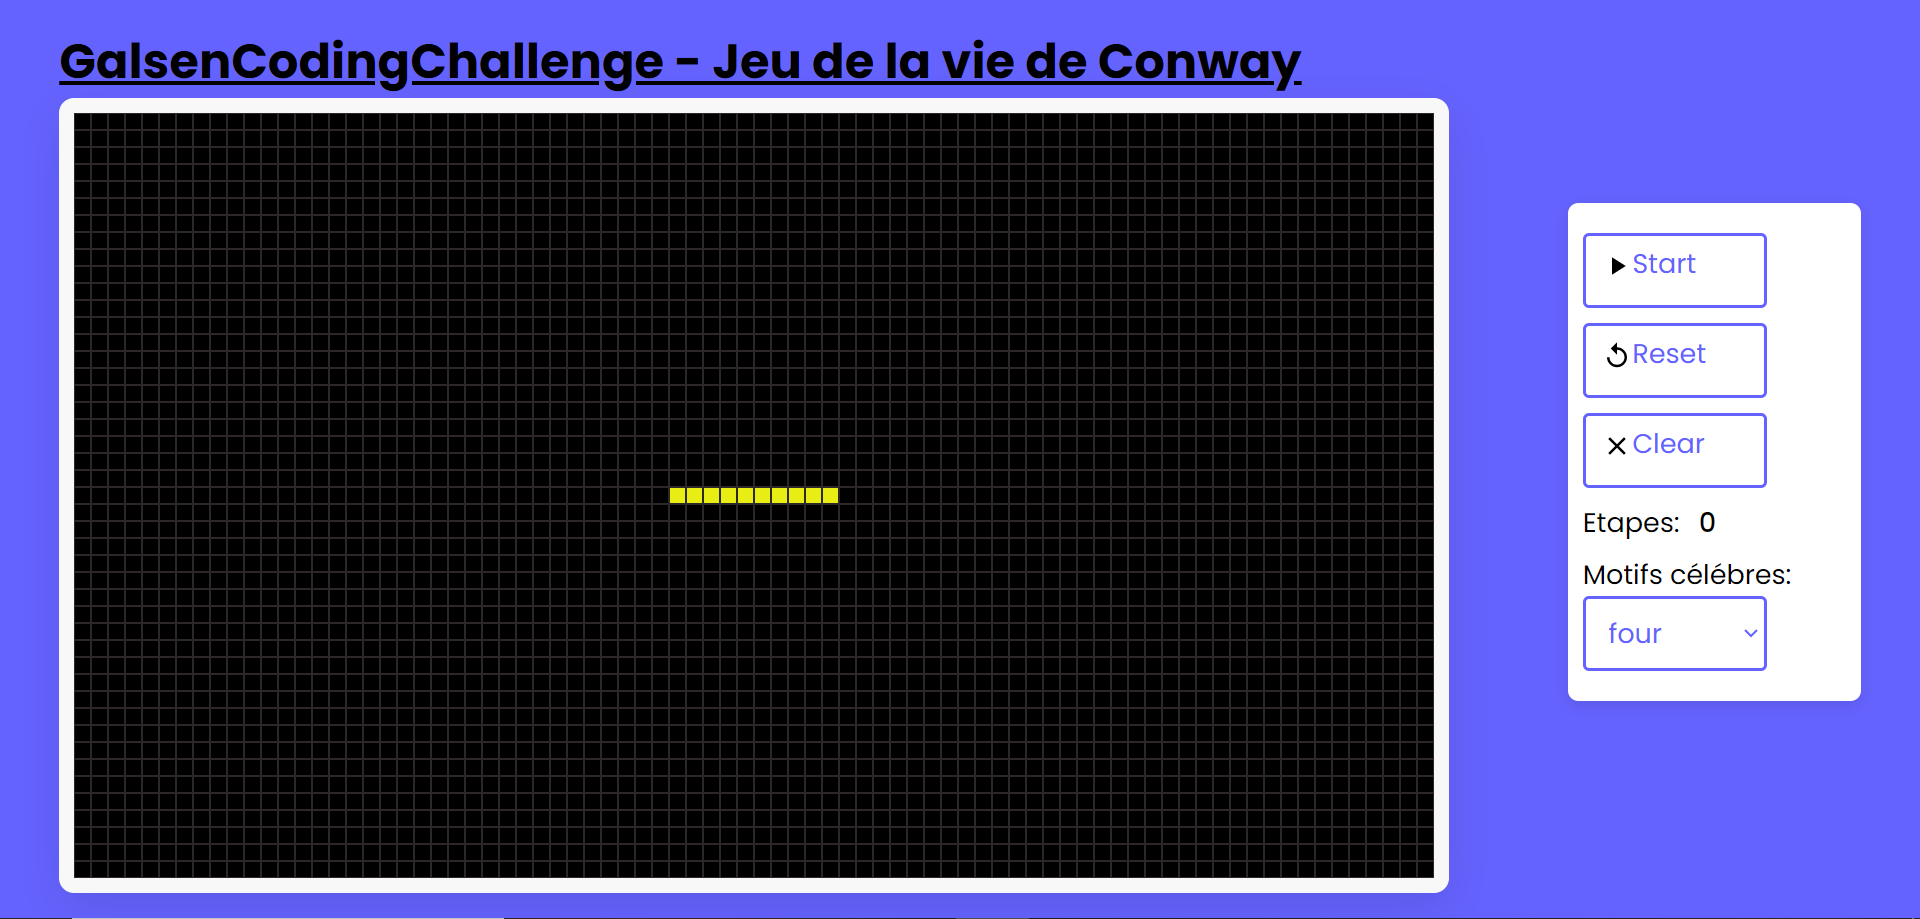 GalsenCodingChallenge - Jeu de la vie de Conway
Start
Reset
Clear
Etapes: 0
Motifs célébres:
four